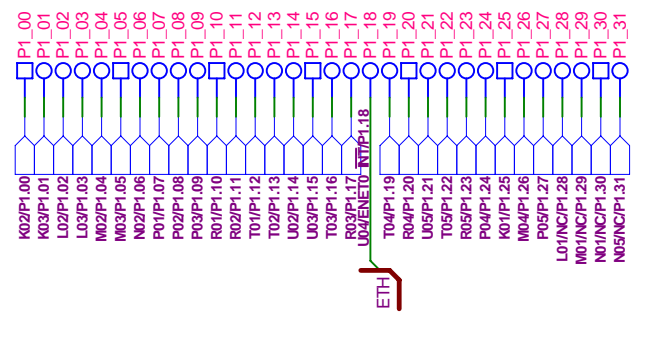 P1_00
P1_01
P1_02
P1_03
P1_04
P1_05
P1_06
P1_07
P1_08
P1_09
P1_10
P1_11
P1_12
P1_13
P1_14
P1_15
P1_16
P1_17
P1_18
P1_19
P1_20
P1_21
P1_22
P1_23
P1_24
P1_25
P1_26
P1_27
P1_28
P1_29
P1_30
P1_31
K02/P1.00
K03/P1.01
L02/P1.02
L03/P1.03
M02/P1.04
M03/P1.05
N02/P1.06
P01/P1.07
P02/P1.08
P03/P1.09
R01/P1.10
R02/P1.11
T01/P1.12
T02/P1.13
U02/P1.14
U03/P1.15
T03/P1.16
R03/P1.17
U04/ENET0_INT/P1.18
T04/P1.19
R04/P1.20
U05/P1.21
T05/P1.22
R05/P1.23
P04/P1.24
K01/P1.25
M04/P1.26
P05/P1.27
L01/NC/P1.28
M01/NC/P1.29
N01/NC/P1.30
N05/NC/P1.31
ETH